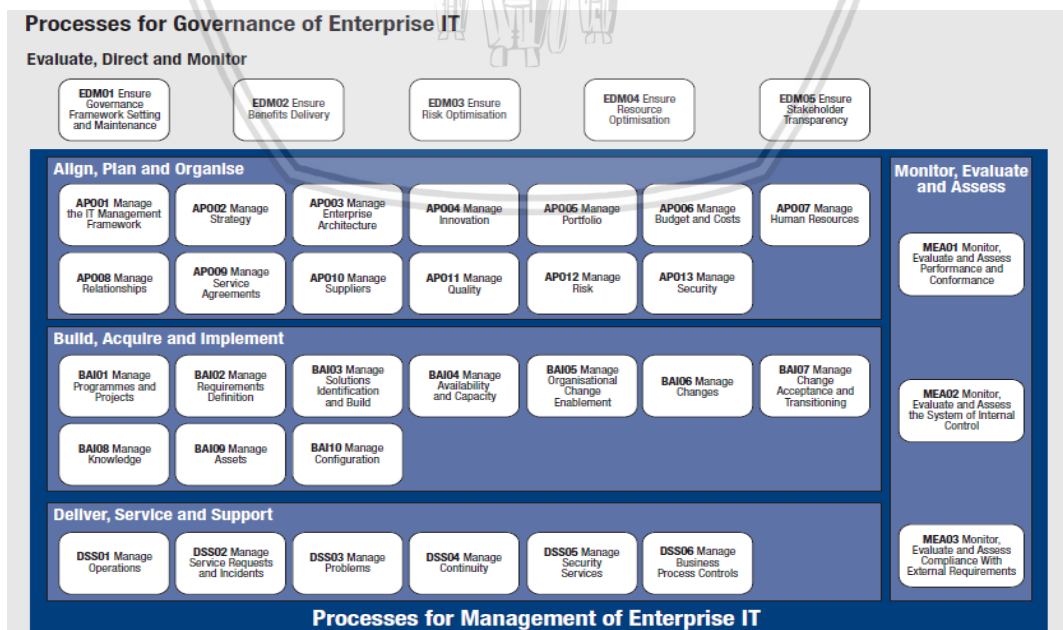 Processes for Governance of Enterprise IT
Evaluate, Direct and Monitor
EDM01 Ensure
Governance
Framework Setting
and Maintenance
EDM02 Ensure
Benefits Delivery
EDM03 Ensure
Risk Optimisation
EDM04 Ensure
Resource
Optimisation
EDM05 Ensure
Stakeholder
Transparency
Align, Plan and Organise
APO01 Manage
the IT Management
Framework
APO02 Manage
Strategy
APO03 Manage
Enterprise
Architecture
APO04 Manage
Innovation
APO05 Manage
Portfolio
APO06 Manage
Budget and Costs
APO07 Manage
Human Resources
APO08 Manage
Relationships
APO09 Manage
Service
Agreements
APO10 Manage
Suppliers
APO11 Manage
Quality
APO12 Manage
Risk
APO13 Manage
Security
Build, Acquire and Implement
BAI01 Manage
Programmes and
Projects
BAI02 Manage
Requirements
Definition
BAI03 Manage
Solutions
Identification
and Build
BAI04 Manage
Availability
and Capacity
BAI05 Manage
Organisational
Change
Enablement
BAI06 Manage
Changes
BAI07 Manage
Change
Acceptance and
Transitioning
BAI08 Manage
Knowledge
BAI09 Manage
Assets
BAI10 Manage
Configuration
Deliver, Service and Support
DSS01 Manage
Operations
DSS02 Manage
Service Requests
and Incidents
DSS03 Manage
Problems
DSS04 Manage
Continuity
DSS05 Manage
Security
Services
DSS06 Manage
Business
Process Controls
Monitor, Evaluate
and Assess
MEA01 Monitor,
Evaluate and Assess
Performance and
Conformance
MEA02 Monitor,
Evaluate and Assess
the System of Internal
Control
MEA03 Monitor,
Evaluate and Assess
Compliance With
External Requirements
Processes for Management of Enterprise IT